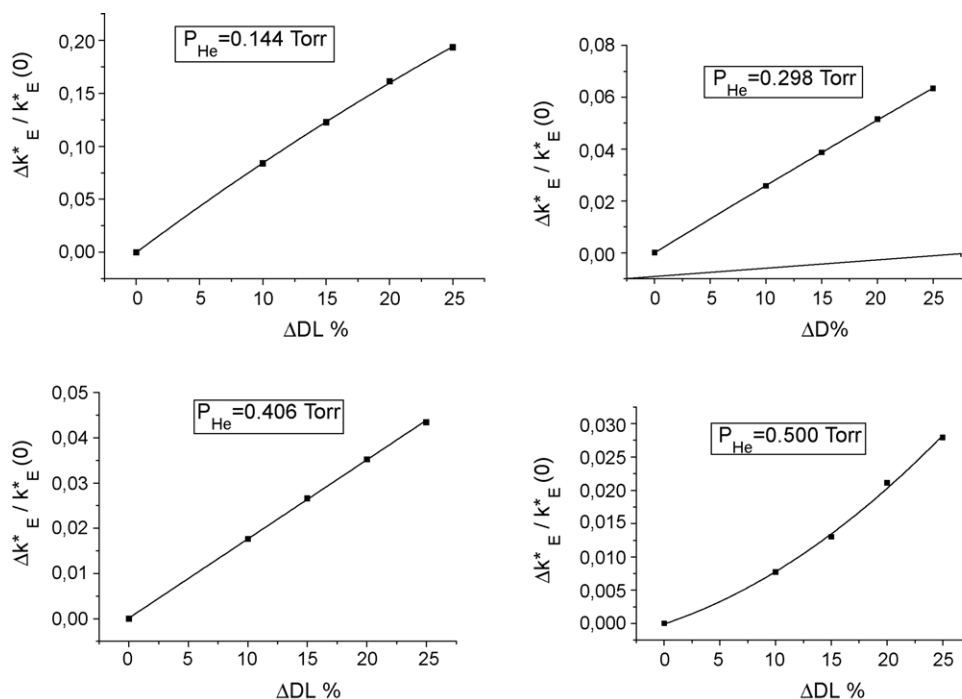 P_He=0.144 Torr
Δk*_E / k*_E(0)
0,20
0,15
0,10
0,05
0,00
0 5 10 15 20 25
ΔDL %
P_He=0.298 Torr
Δk*_E / k*_E(0)
0,08
0,06
0,04
0,02
0,00
0 5 10 15 20 25
ΔD%
P_He=0.406 Torr
Δk*_E / k*_E(0)
0,05
0,04
0,03
0,02
0,01
0,00
0 5 10 15 20 25
ΔDL %
P_He=0.500 Torr
Δk*_E / k*_E(0)
0,030
0,025
0,020
0,015
0,010
0,005
0,000
0 5 10 15 20 25
ΔDL %